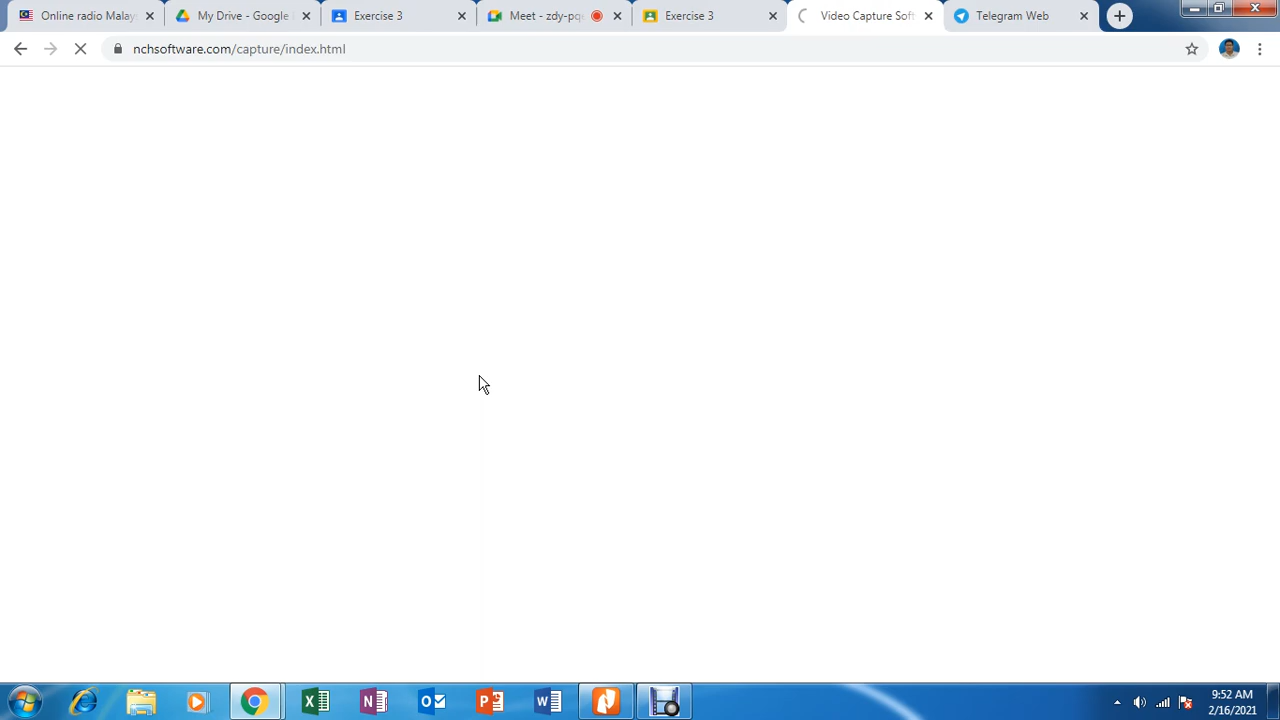 Online radio Malay
My Drive - Google
Exercise 3
Meet - zdy-pq
Exercise 3
Video Capture Soft
Telegram Web
nchsoftware.com/capture/index.html
9:52 AM
2/16/2021